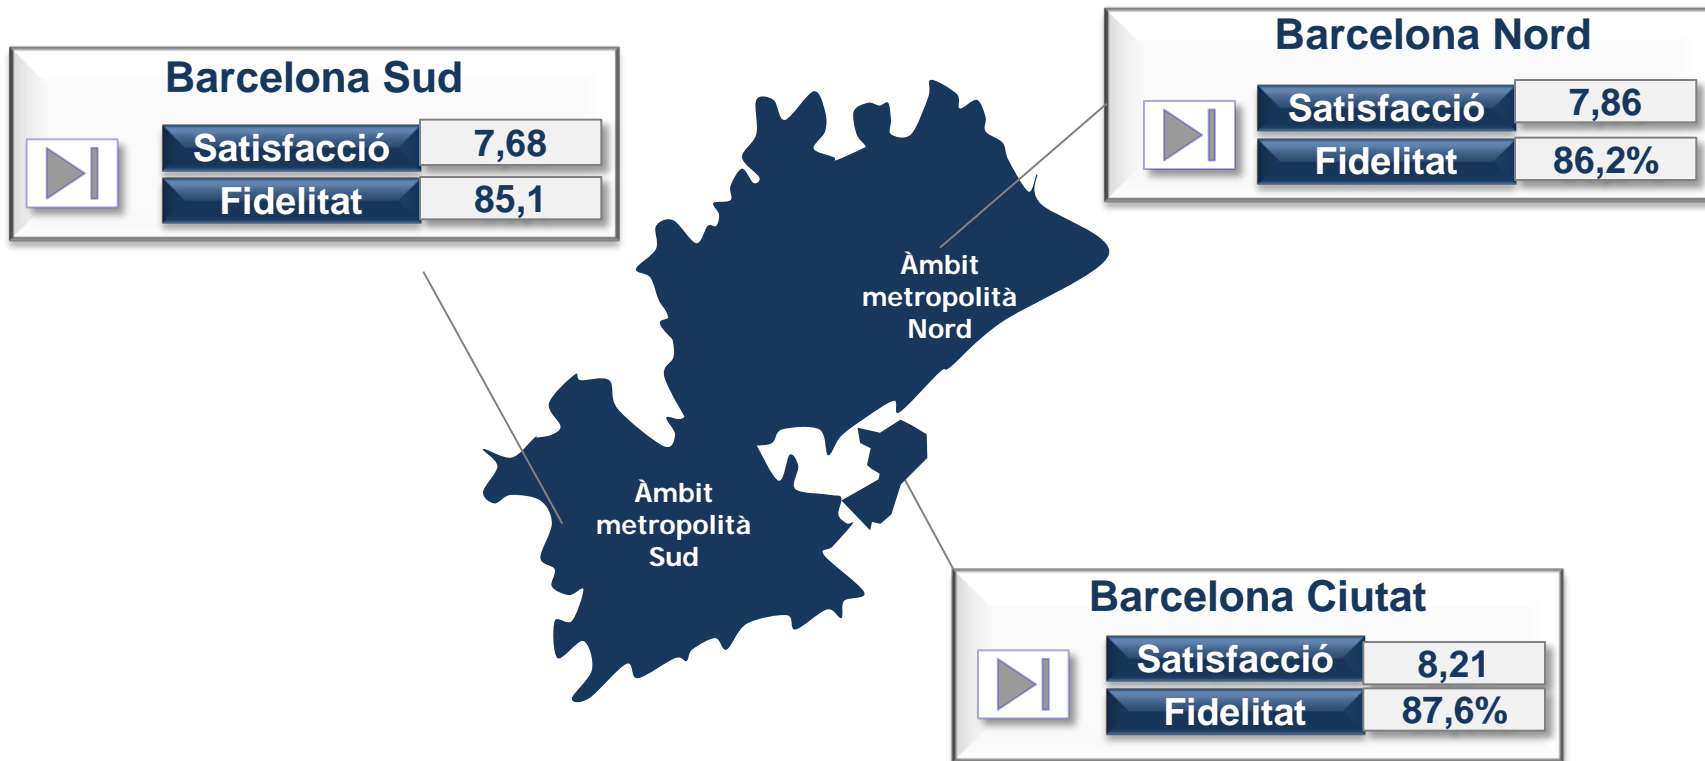 Barcelona Sud
Satisfacció 7,68
Fidelitat 85,1
Barcelona Nord
Satisfacció 7,86
Fidelitat 86,2%
Àmbit
metropolità
Nord
Àmbit
metropolità
Sud
Barcelona Ciutat
Satisfacció 8,21
Fidelitat 87,6%